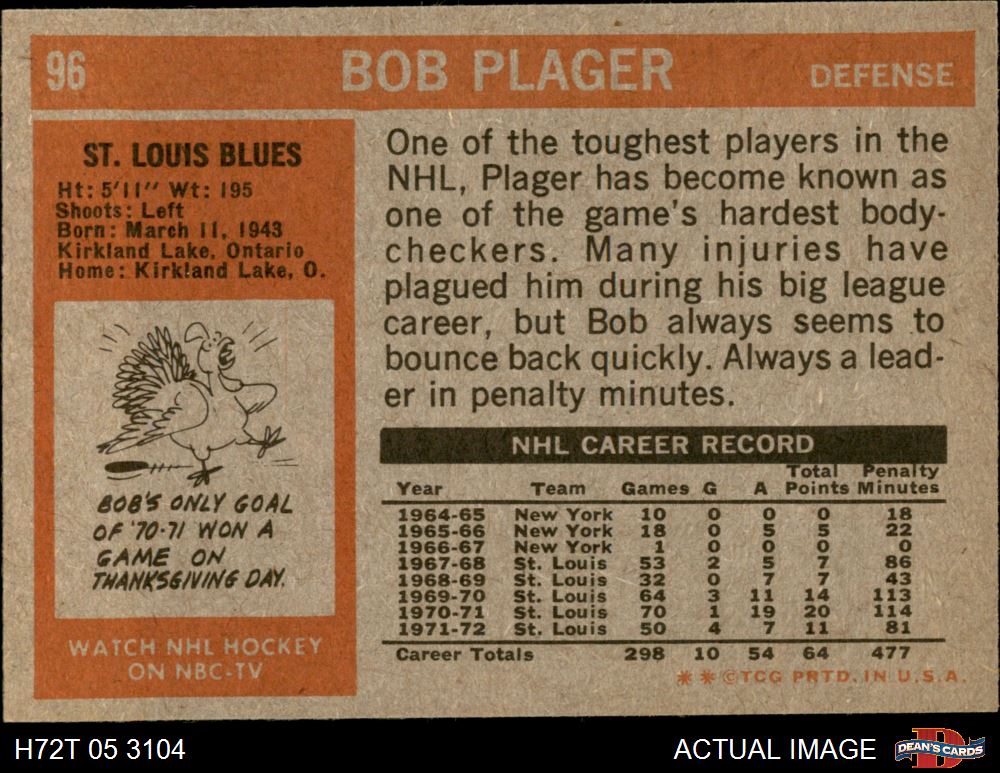 96 BOB PLAGER DEFENSE
ST. LOUIS BLUES
Ht: 5'11" Wt: 195
Shoots: Left
Born: March 11, 1943
Kirkland Lake, Ontario
Home: Kirkland Lake, O.
BOB'S ONLY GOAL
OF '70-71 WON A
GAME ON
THANKSGIVING DAY.
WATCH NHL HOCKEY
ON NBC-TV
One of the toughest players in the
NHL, Plager has become known as
one of the game's hardest body-
checkers. Many injuries have
plagued him during his big league
career, but Bob always seems to
bounce back quickly. Always a lead-
er in penalty minutes.
NHL CAREER RECORD
Total Penalty
Year Team Games G A Points Minutes
1964-65 New York 10 0 0 0 18
1965-66 New York 18 0 5 5 22
1966-67 New York 1 0 0 0 0
1967-68 St. Louis 53 2 5 7 86
1968-69 St. Louis 32 0 7 7 43
1969-70 St. Louis 64 3 11 14 113
1970-71 St. Louis 70 1 19 20 114
1971-72 St. Louis 50 4 7 11 81
Career Totals 298 10 54 64 477
* * ©TCG PRTD. IN U.S.A.
H72T 05 3104 ACTUAL IMAGE DEAN'S CARDS